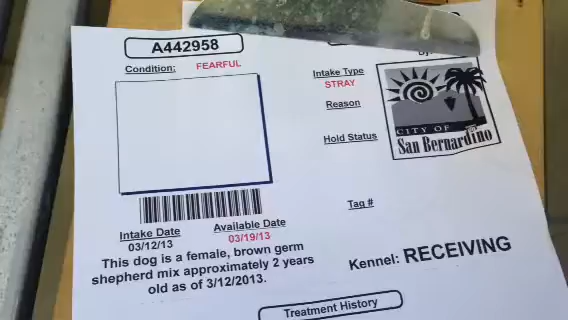 A442958
Condition: FEARFUL
Intake Type
STRAY
Reason
Hold Status
CITY OF
San Bernardino
Tag #
Intake Date
03/12/13
Available Date
03/19/13
This dog is a female, brown germ
shepherd mix approximately 2 years
old as of 3/12/2013.
Kennel: RECEIVING
Treatment History